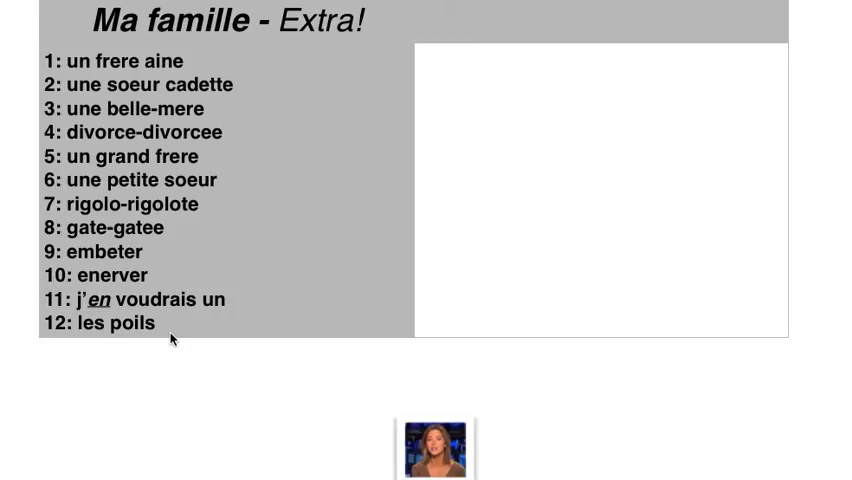 Ma famille - Extra!
1: un frere aine
2: une soeur cadette
3: une belle-mere
4: divorce-divorcee
5: un grand frere
6: une petite soeur
7: rigolo-rigolote
8: gate-gatee
9: embeter
10: enerver
11: j'en voudrais un
12: les poils